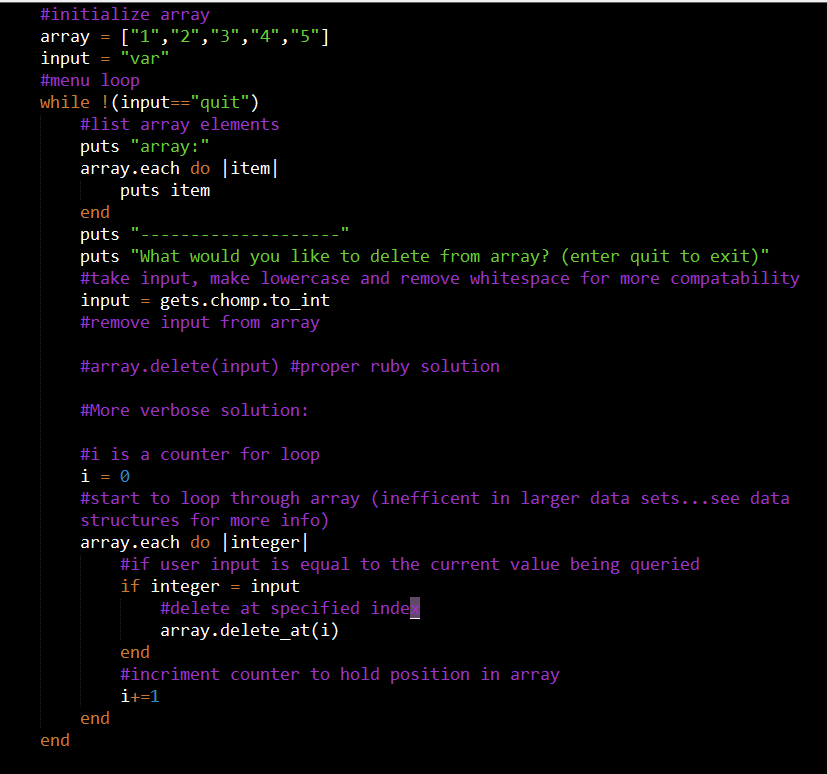 #initialize array
array = ["1","2","3","4","5"]
input = "var"
#menu loop
while !(input=="quit")
    #list array elements
    puts "array:"
    array.each do |item|
        puts item
    end
    puts "--------------------"
    puts "What would you like to delete from array? (enter quit to exit)"
    #take input, make lowercase and remove whitespace for more compatability
    input = gets.chomp.to_int
    #remove input from array

    #array.delete(input) #proper ruby solution

    #More verbose solution:

    #i is a counter for loop
    i = 0
    #start to loop through array (inefficent in larger data sets...see data
    structures for more info)
    array.each do |integer|
        #if user input is equal to the current value being queried
        if integer = input
            #delete at specified index
            array.delete_at(i)
        end
        #incriment counter to hold position in array
        i+=1
    end
end